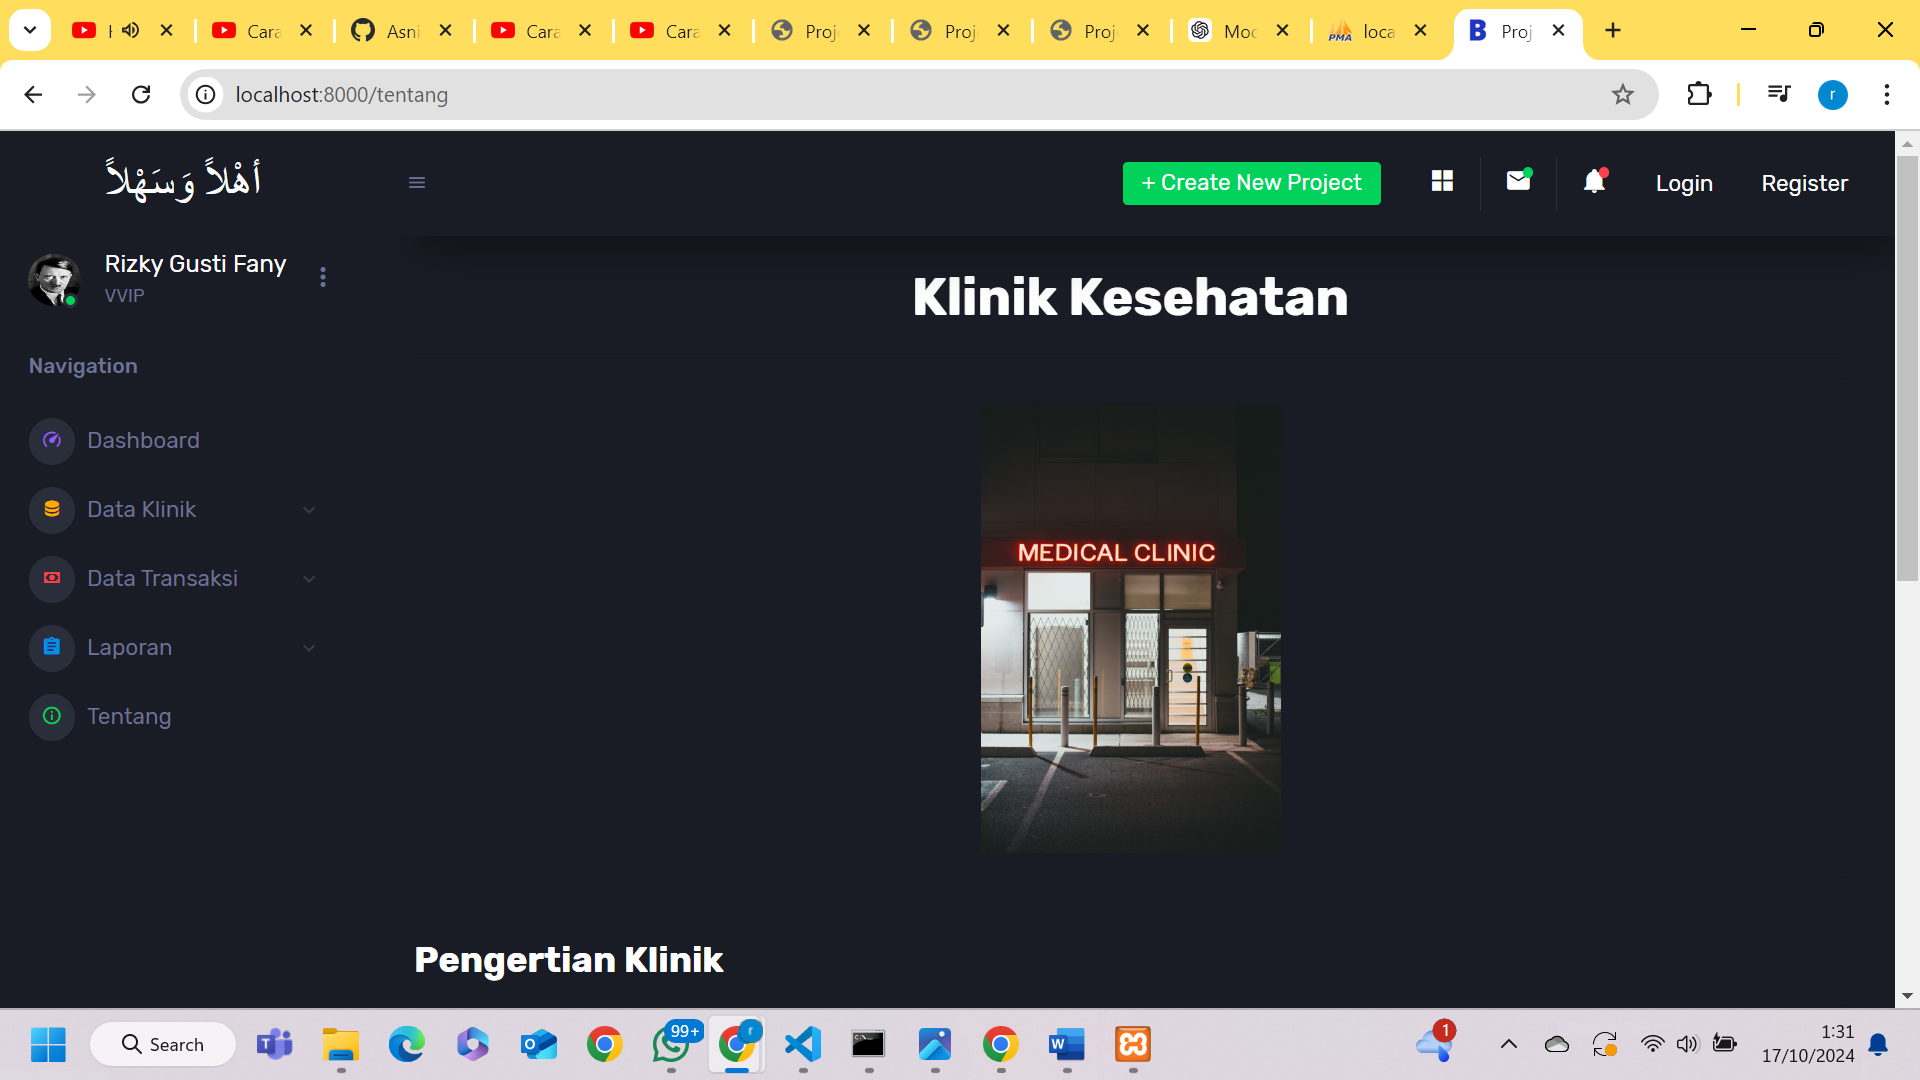 Cara
Asni
Cara
Cara
Proj
Proj
Proj
Moc
PMA
loca
B
Proj
localhost:8000/tentang
r
أهْلاً وَسَهْلاً
+ Create New Project
Login
Register
Rizky Gusti Fany
VVIP
Klinik Kesehatan
Navigation
Dashboard
Data Klinik
Data Transaksi
Laporan
Tentang
MEDICAL CLINIC
Pengertian Klinik
Search
99+
r
1
1:31
17/10/2024